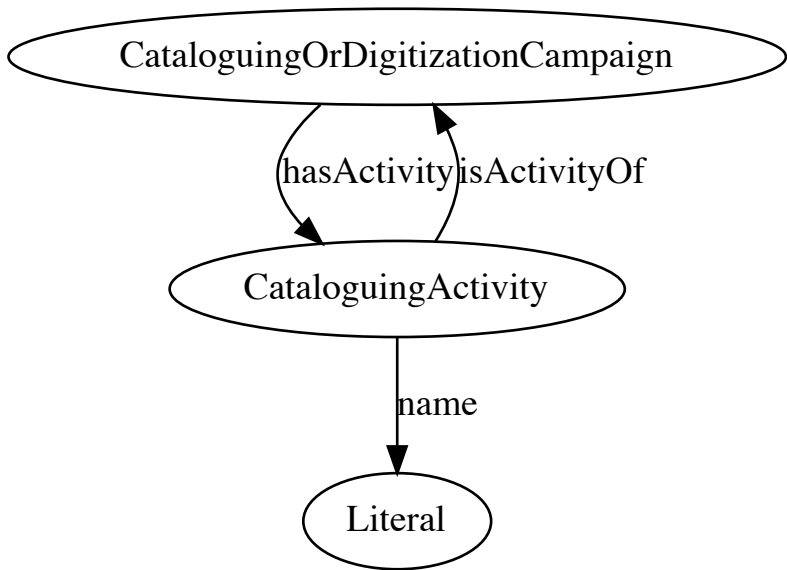 CataloguingOrDigitizationCampaign
hasActivity
isActivityOf
CataloguingActivity
name
Literal